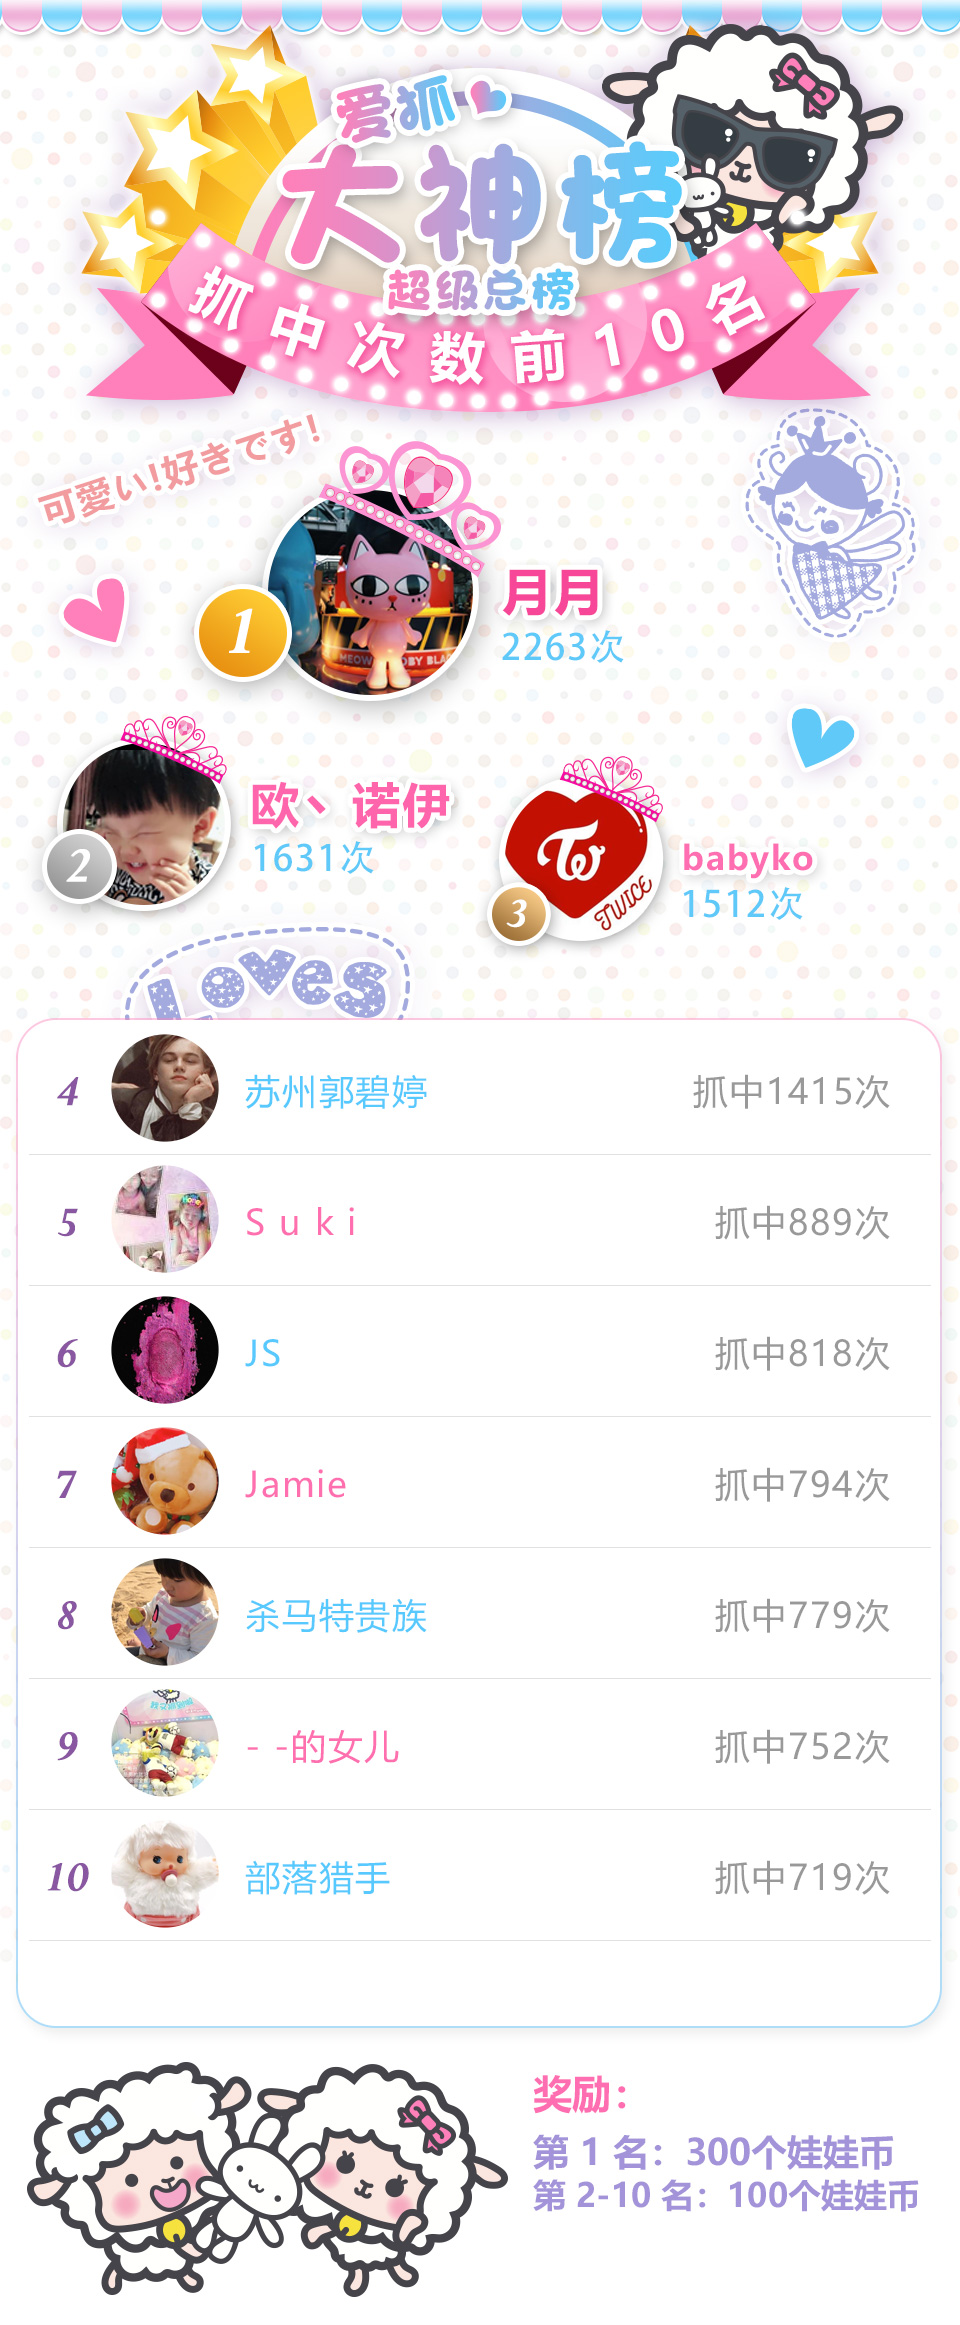 爱抓
大神榜
超级总榜
抓中次数前10名
可愛い!好きです!
MEOW
OBY BLA
1
月月
2263次
2
欧、诺伊
1631次
3
TW
TWICE
babyko
1512次
Loves
4 苏州郭碧婷 抓中1415次
5 S u k i 抓中889次
6 JS 抓中818次
7 Jamie 抓中794次
8 杀马特贵族 抓中779次
9 - -的女儿 抓中752次
10 部落猎手 抓中719次
奖励：
第 1 名：300个娃娃币
第 2-10 名：100个娃娃币